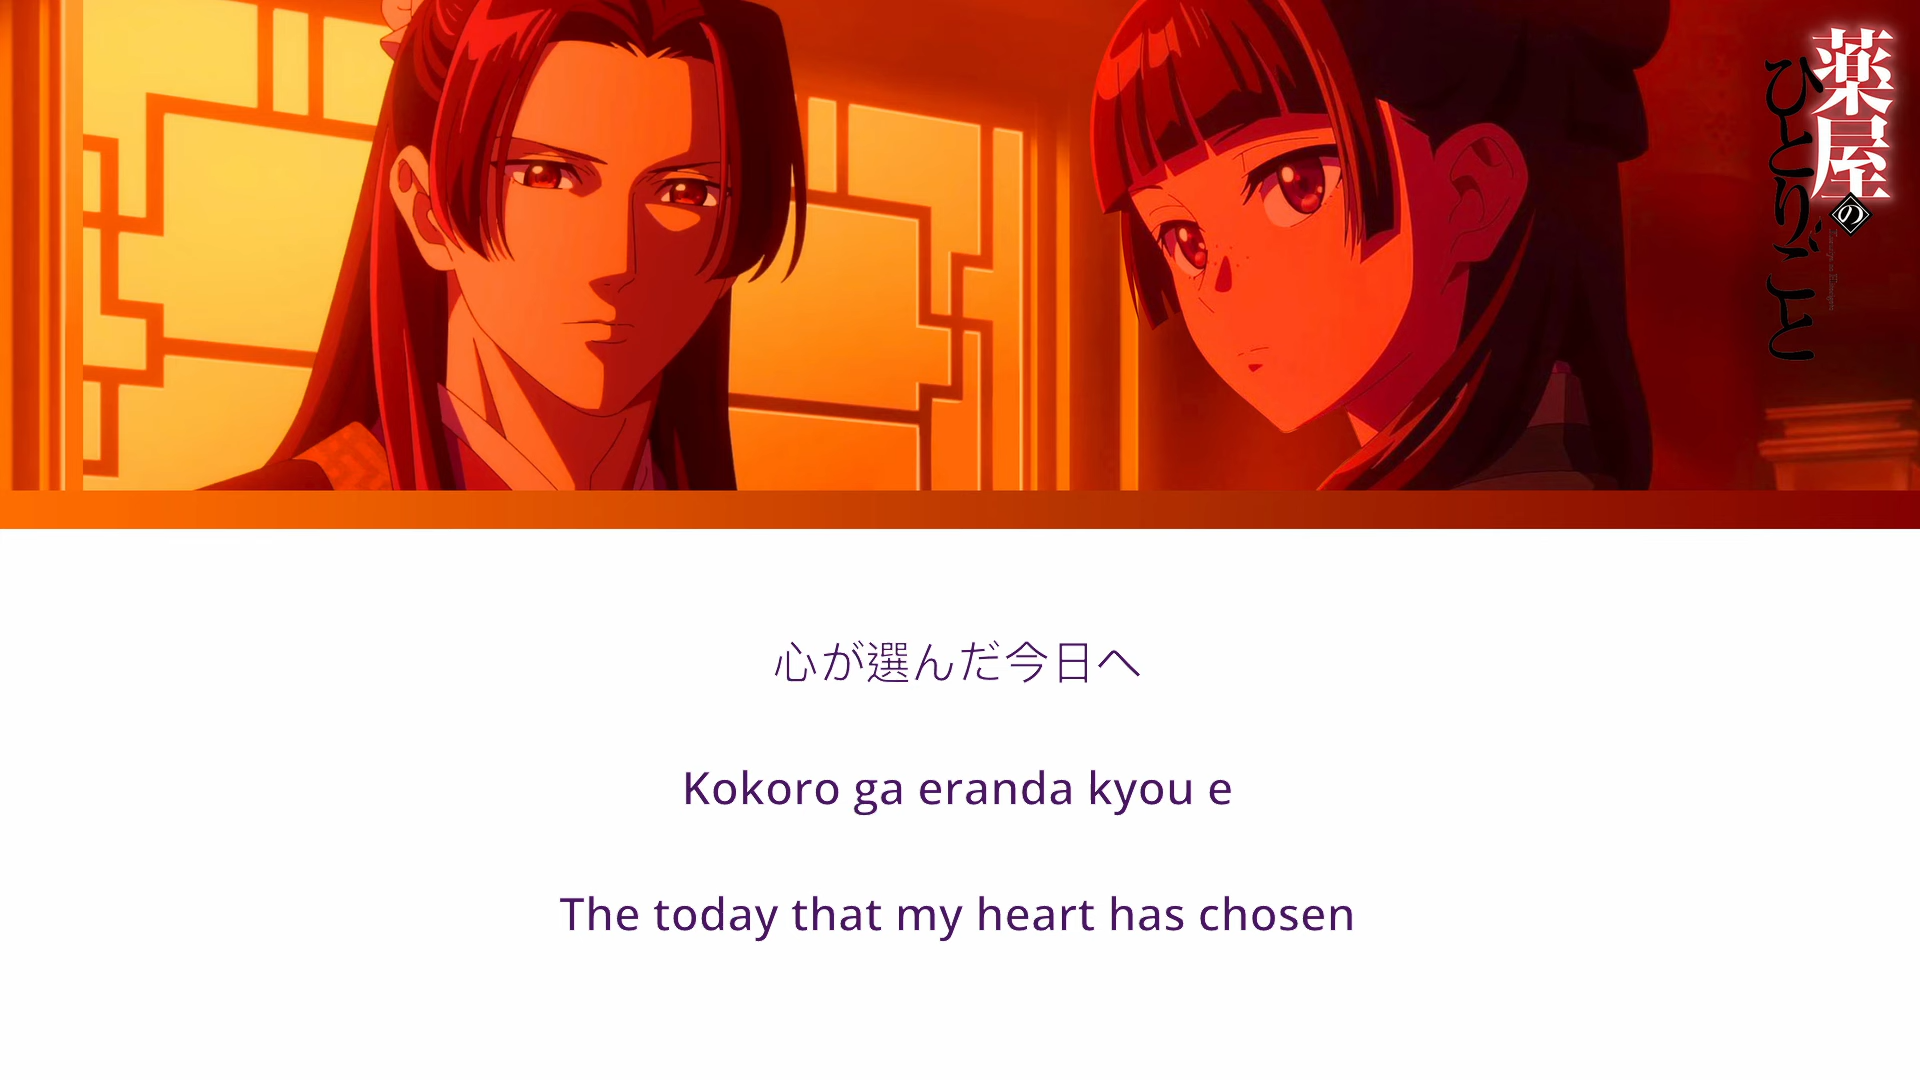 薬屋の
ひとりごと
心が選んだ今日へ
Kokoro ga eranda kyou e
The today that my heart has chosen